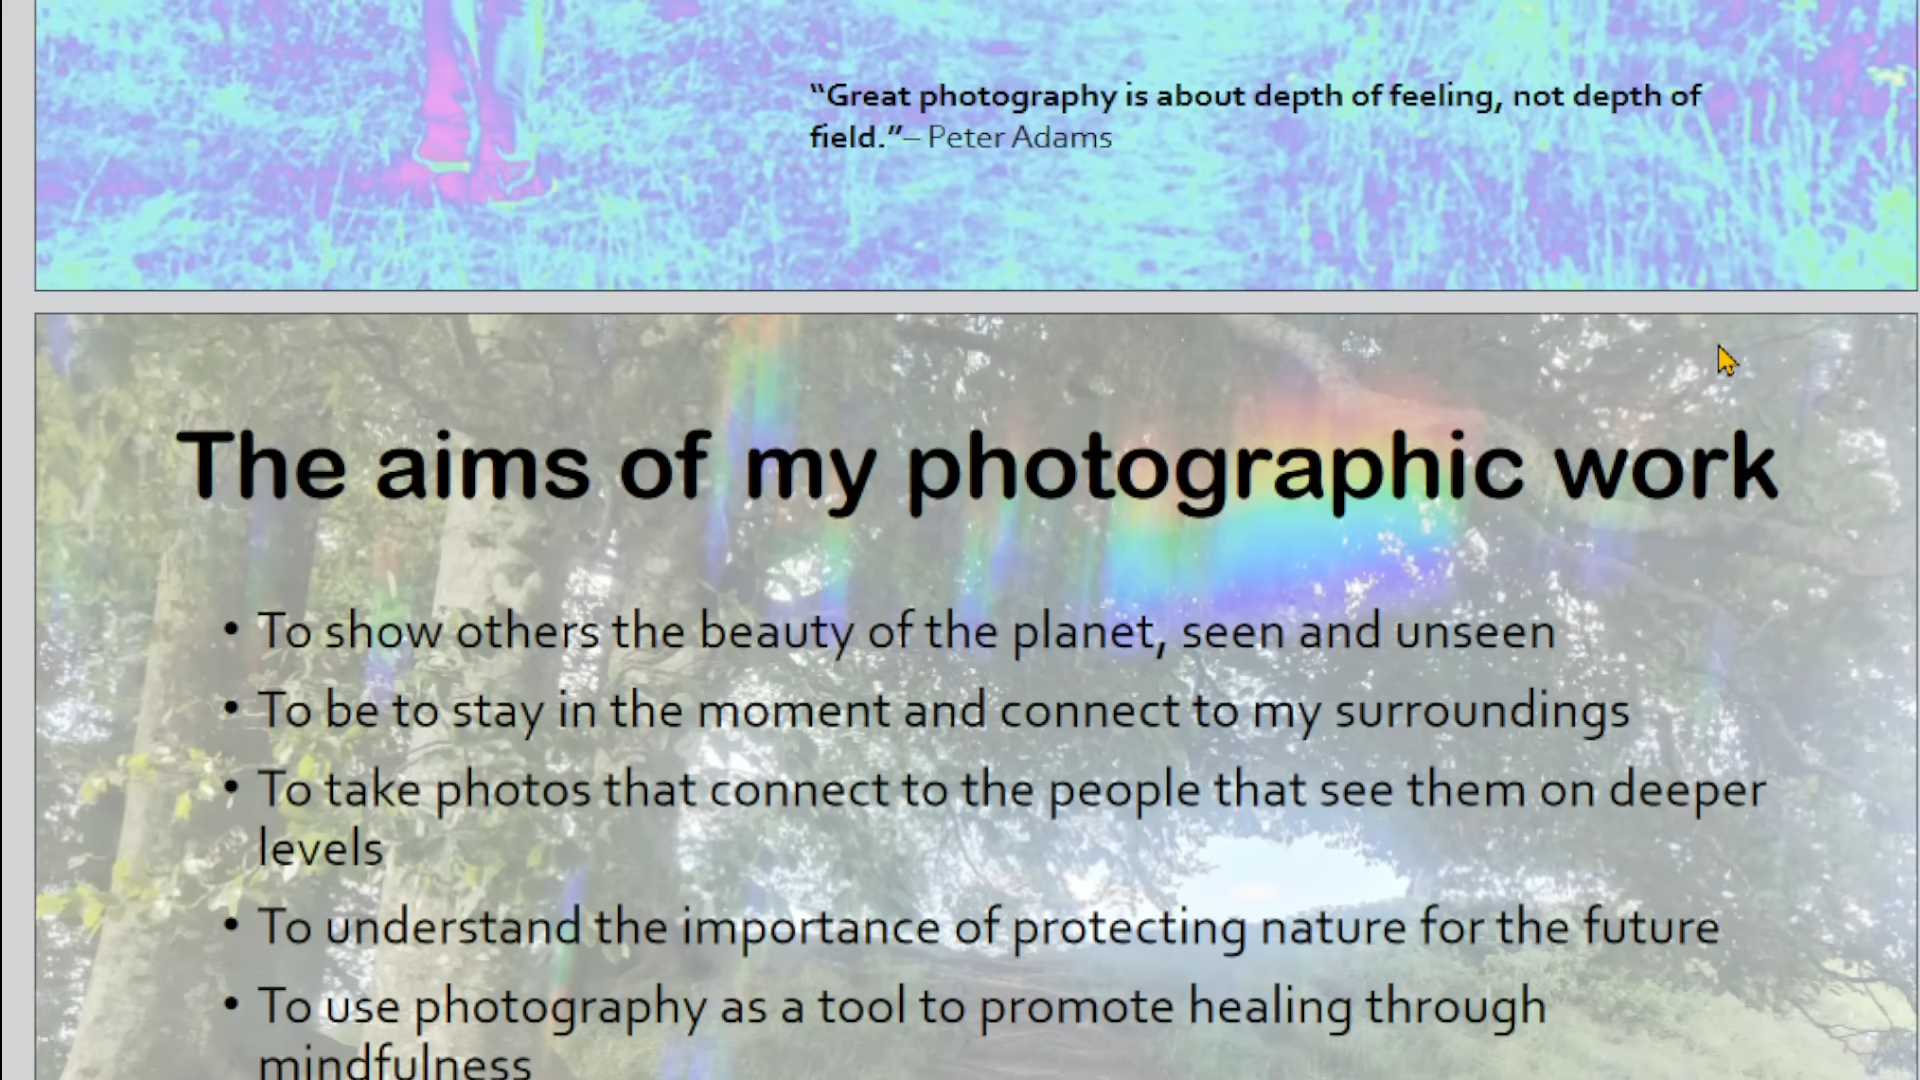 “Great photography is about depth of feeling, not depth of
field.”– Peter Adams
The aims of my photographic work
• To show others the beauty of the planet, seen and unseen
• To be to stay in the moment and connect to my surroundings
• To take photos that connect to the people that see them on deeper
levels
• To understand the importance of protecting nature for the future
• To use photography as a tool to promote healing through
mindfulness